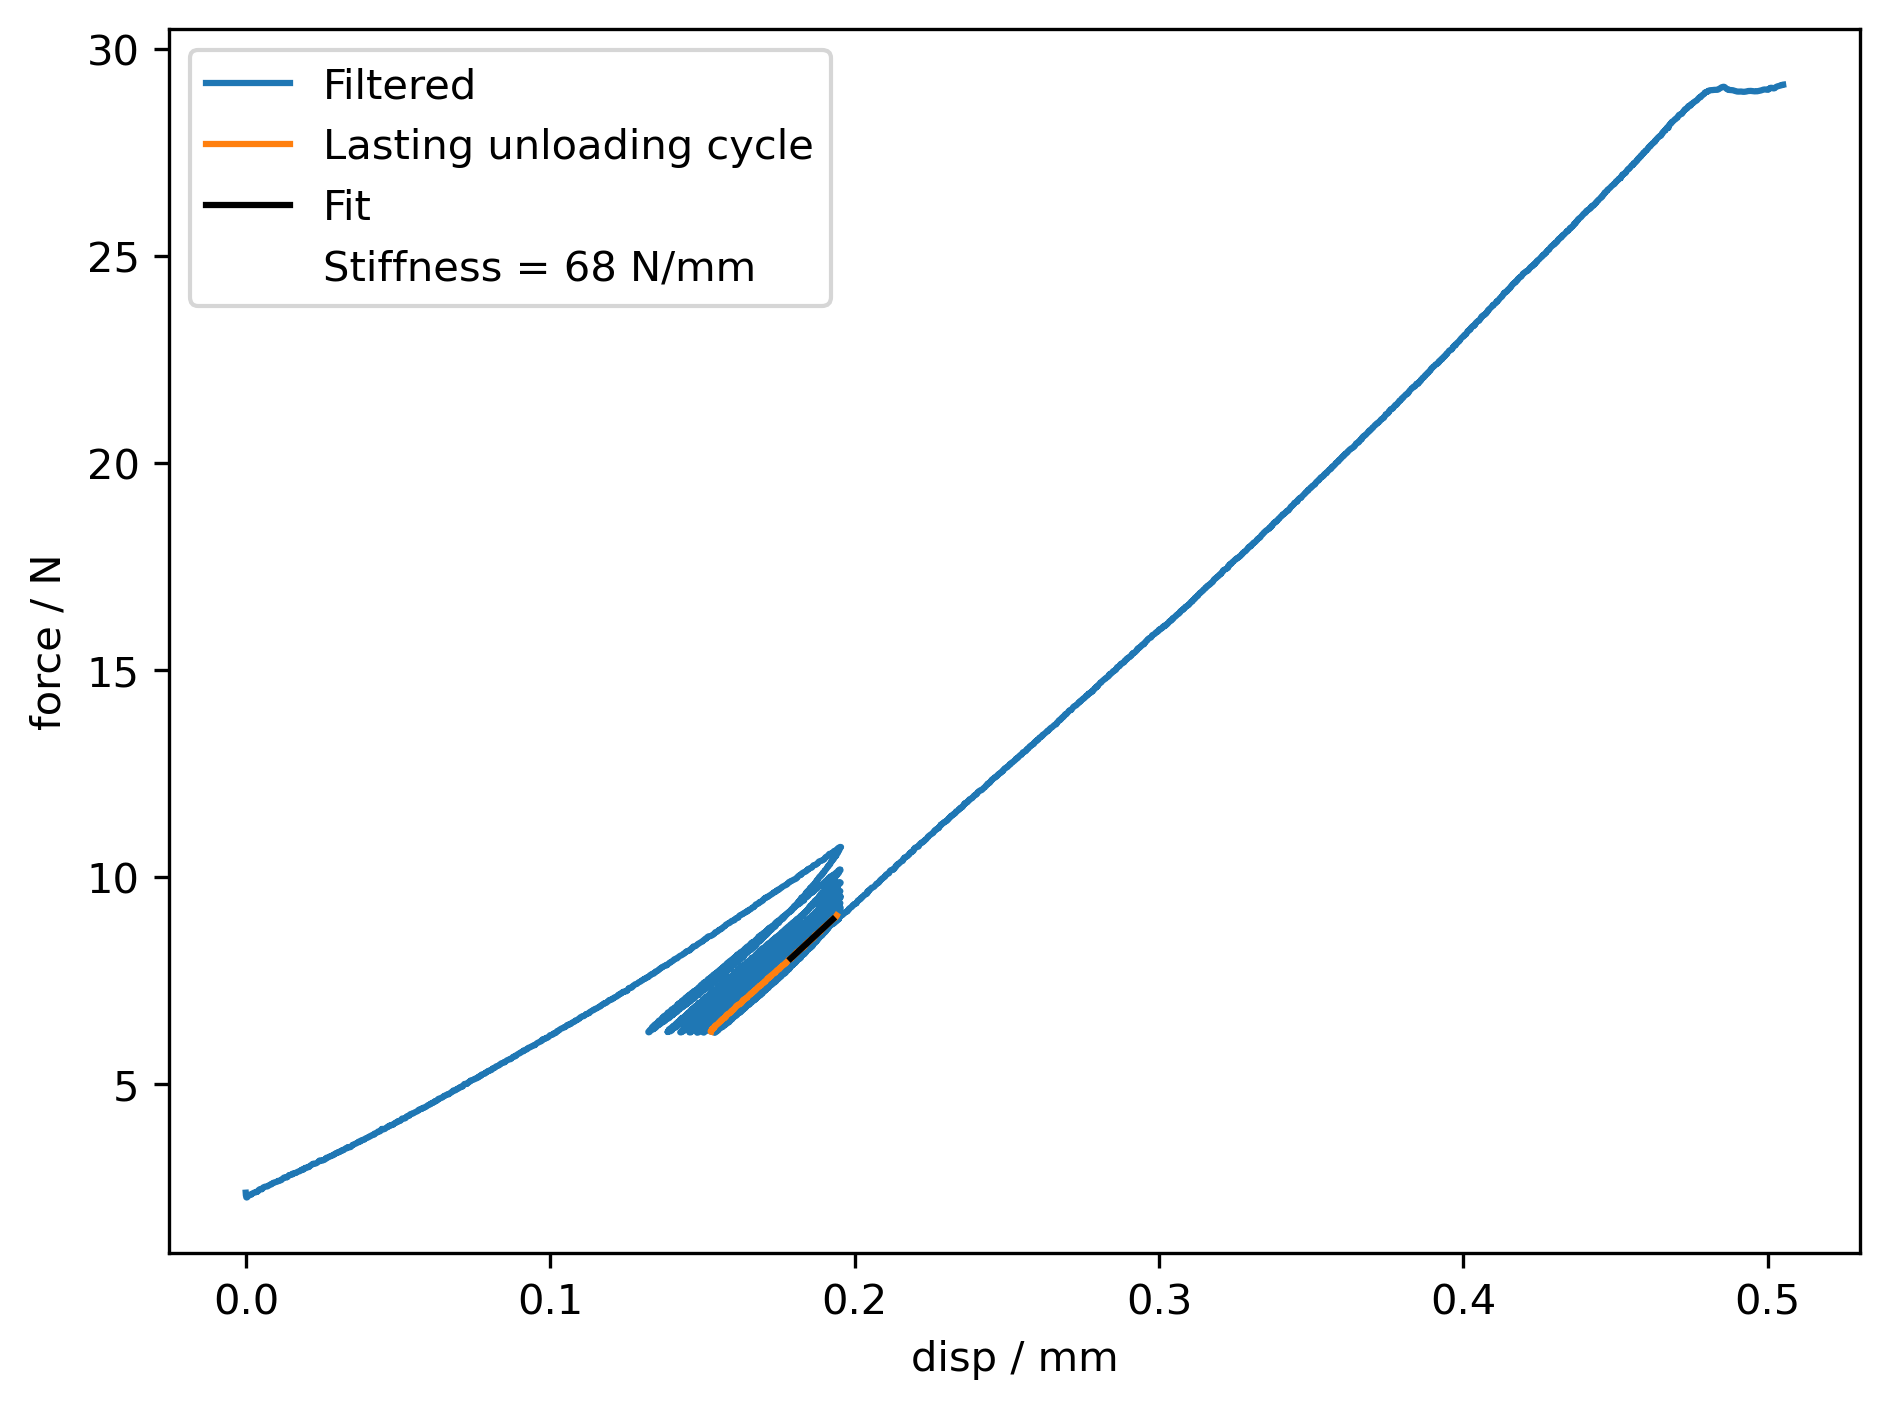 30
25
20
15
10
5
force / N
Filtered
Lasting unloading cycle
Fit
Stiffness = 68 N/mm
0.0 0.1 0.2 0.3 0.4 0.5
disp / mm